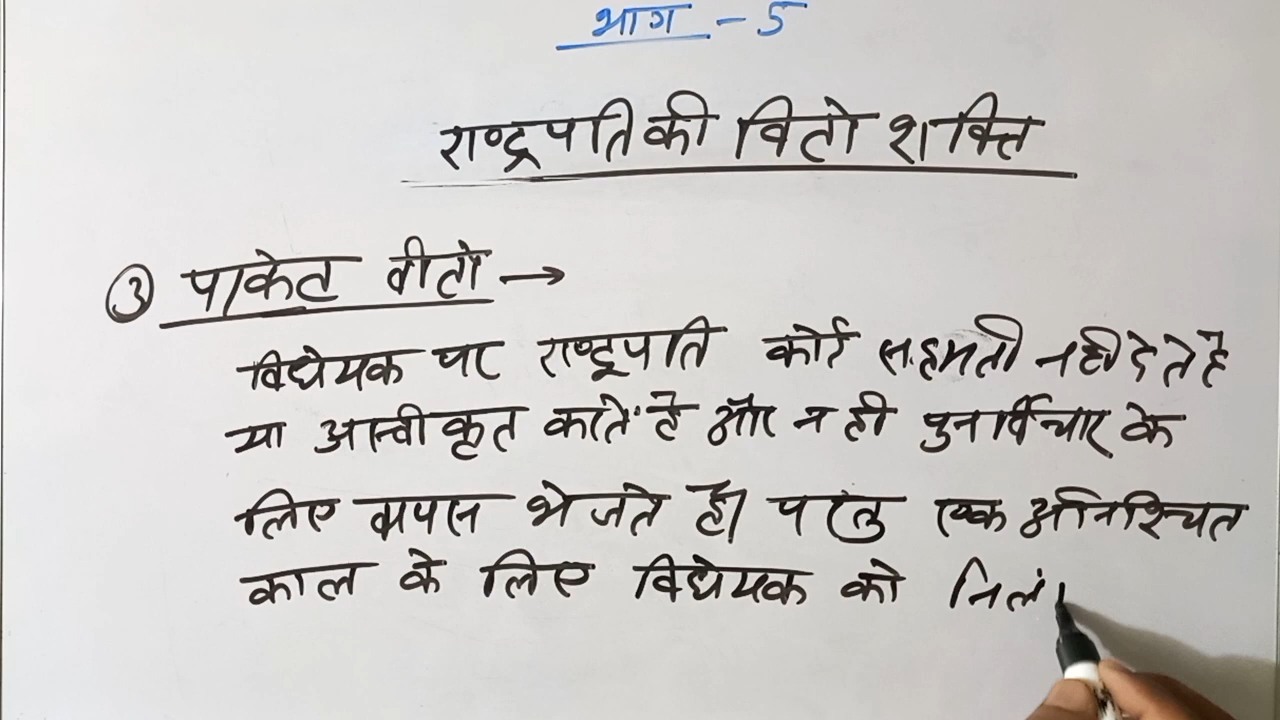 भाग - 5
राष्ट्रपति की विटो शक्ति
③ पाकेट वीटो →
विधेयक पर राष्ट्रपति कोई सहमती नही देते है
या अस्वीकृत करते है और न ही पुनर्विचार के
लिए वापस भेजते है। परन्तु एक अनिश्चित
काल के लिए विधेयक को निलं